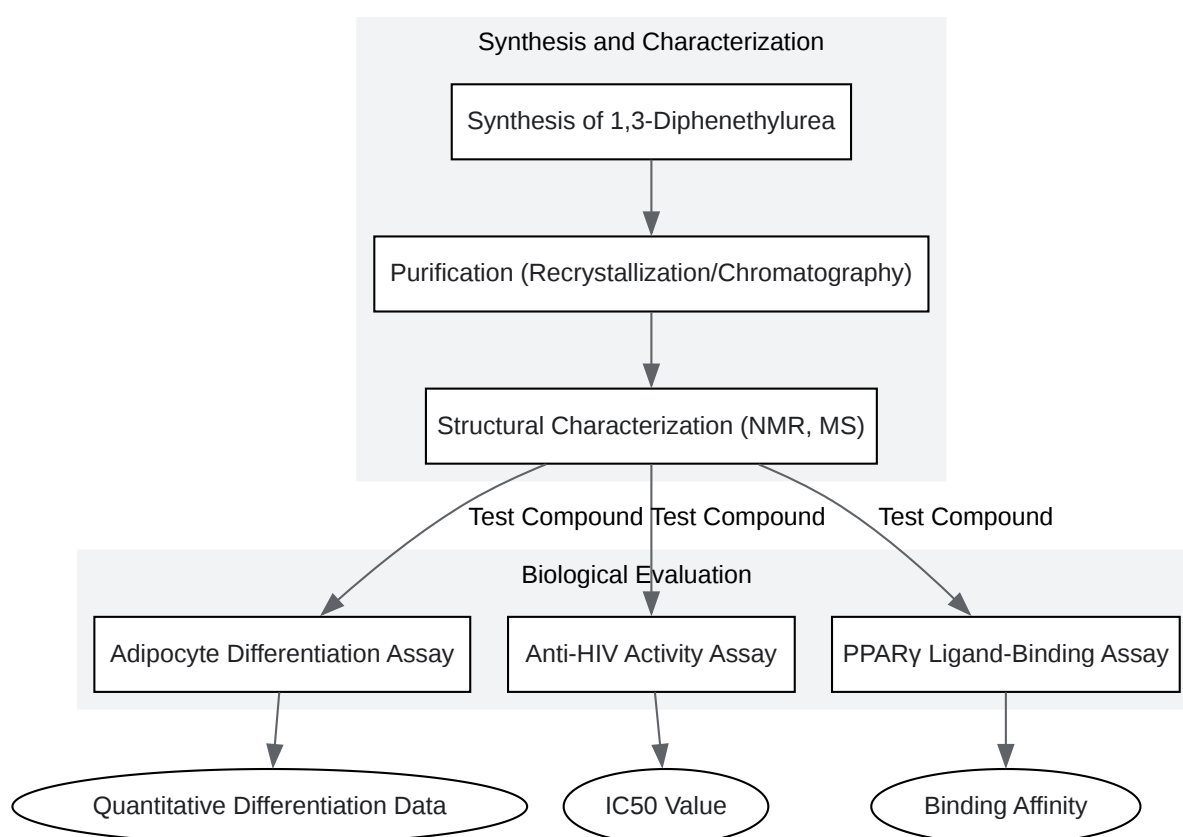 Synthesis and Characterization
Synthesis of 1,3-Diphenethylurea
Purification (Recrystallization/Chromatography)
Structural Characterization (NMR, MS)
Test Compound
Test Compound
Test Compound
Biological Evaluation
Adipocyte Differentiation Assay
Anti-HIV Activity Assay
PPARγ Ligand-Binding Assay
Quantitative Differentiation Data
IC50 Value
Binding Affinity